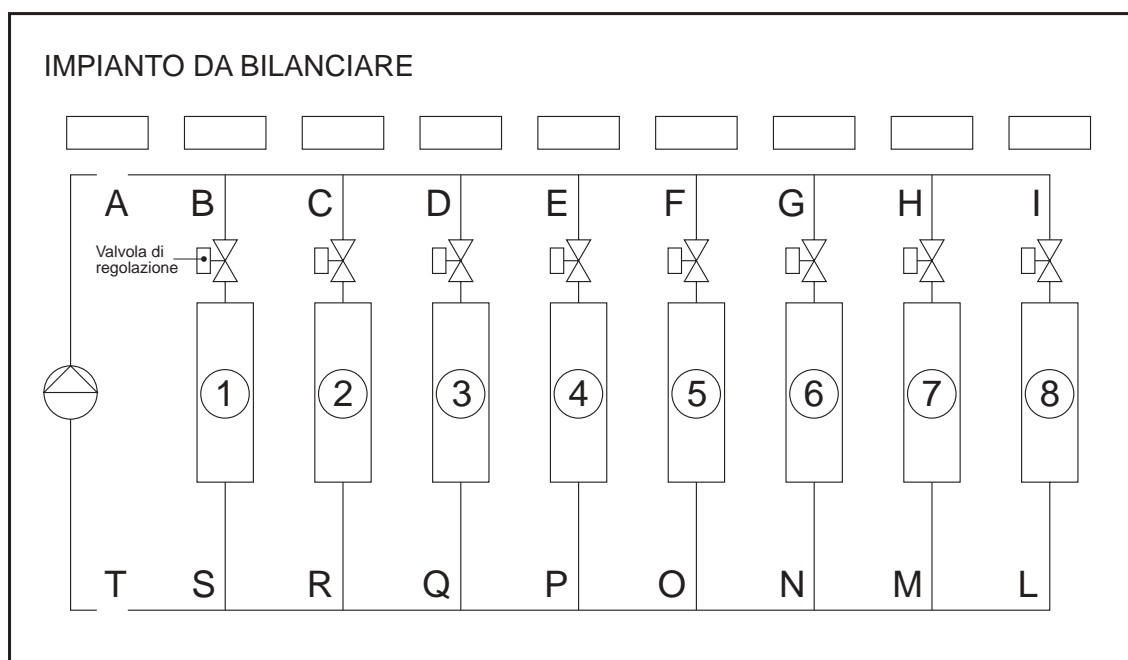 IMPIANTO DA BILANCIARE
A B C D E F G H I
Valvola di
regolazione
1 2 3 4 5 6 7 8
T S R Q P O N M L